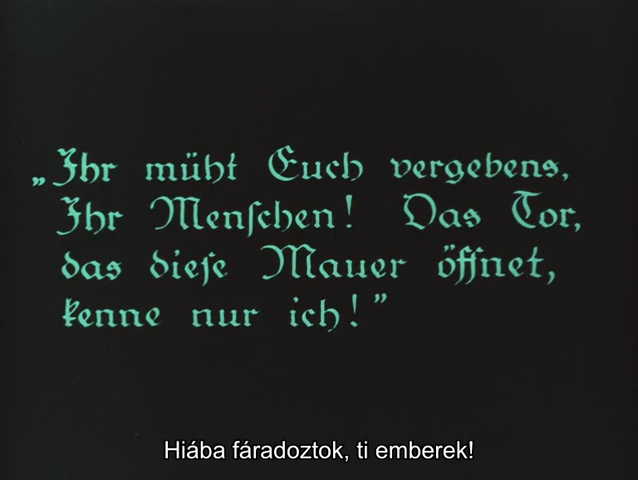 „Ihr müht Euch vergebens,
Ihr Menſchen! Das Tor,
das dieſe Mauer öffnet,
kenne nur ich!”
Hiába fáradoztok, ti emberek!